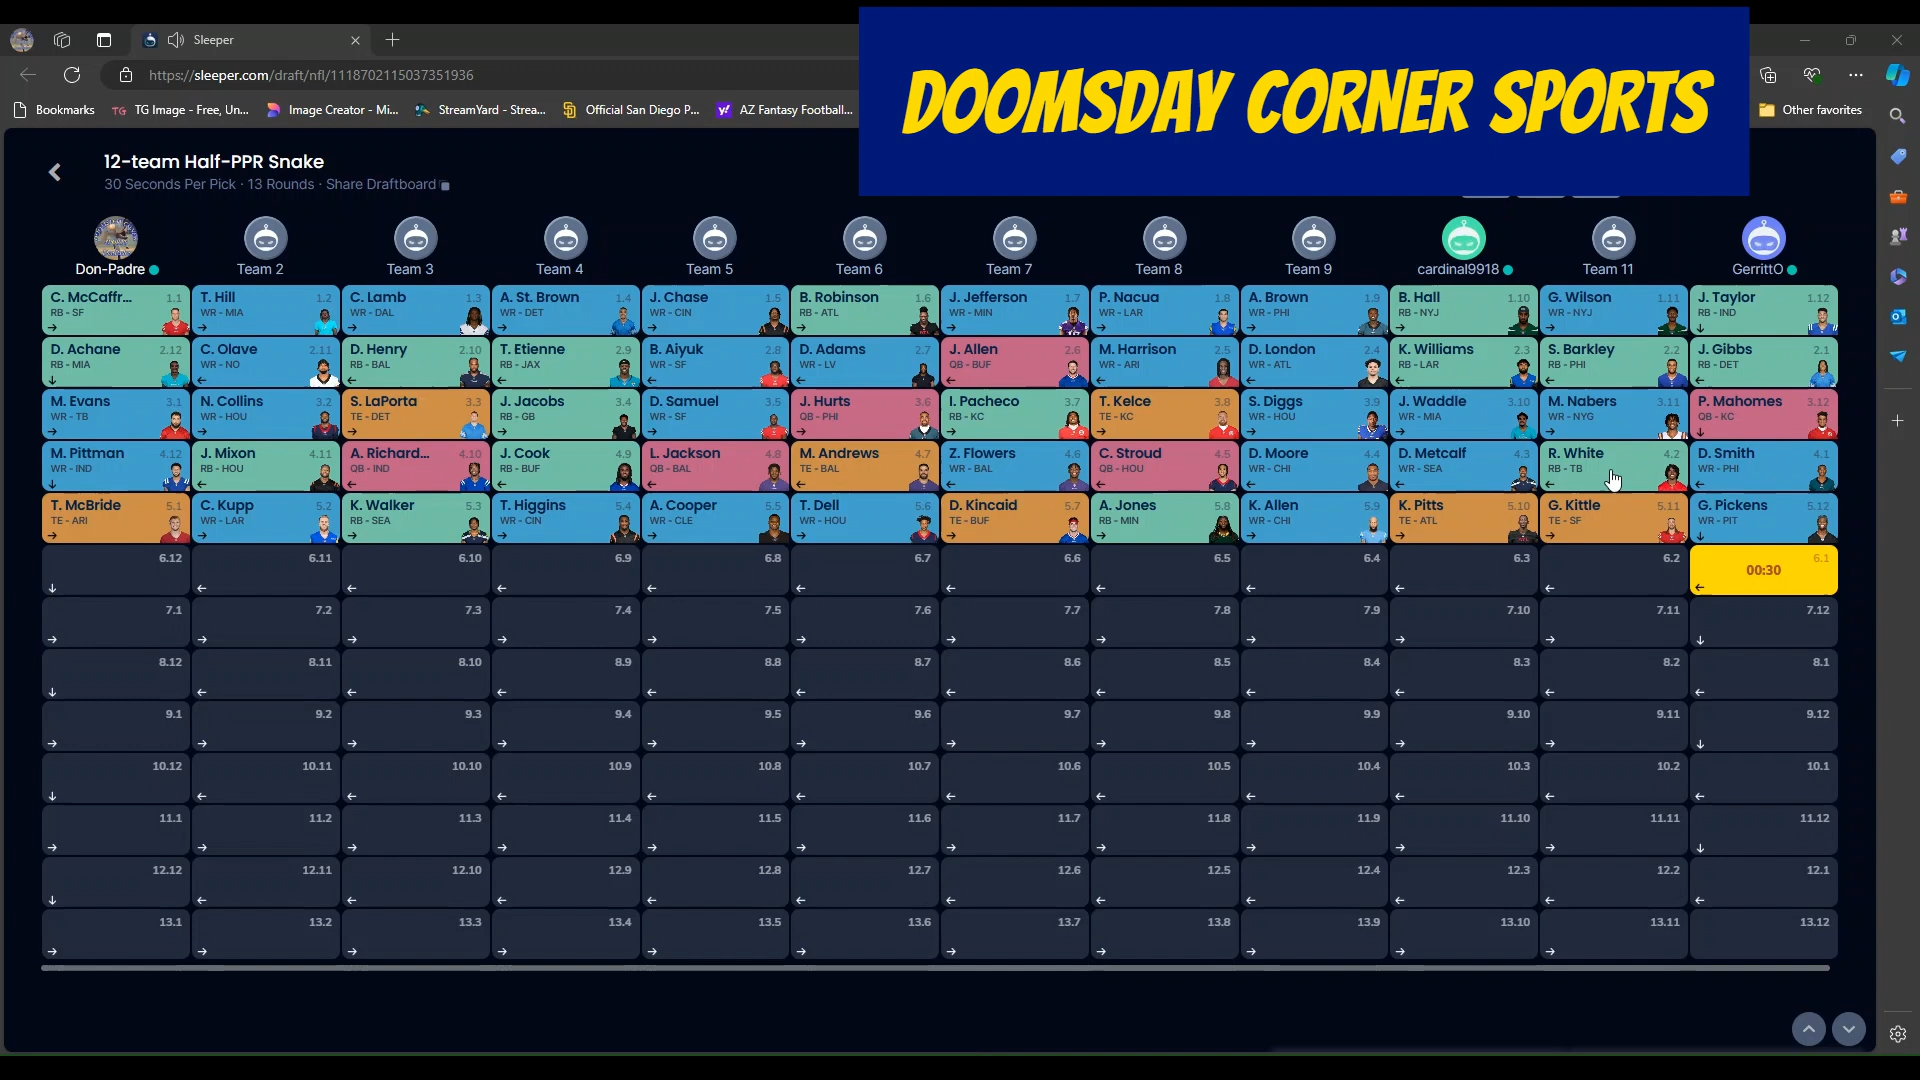 Sleeper
https://sleeper.com/draft/nfl/1118702115037351936
Bookmarks TG TG Image - Free, Un... Image Creator - Mi... StreamYard - Strea... Official San Diego P... AZ Fantasy Football... Other favorites
DOOMSDAY CORNER SPORTS
12-team Half-PPR Snake
30 Seconds Per Pick · 13 Rounds · Share Draftboard
Don-Padre Team 2 Team 3 Team 4 Team 5 Team 6 Team 7 Team 8 Team 9 cardinal9918 Team 11 GerrittO
C. McCaffr... 1.1 T. Hill 1.2 C. Lamb 1.3 A. St. Brown 1.4 J. Chase 1.5 B. Robinson 1.6 J. Jefferson 1.7 P. Nacua 1.8 A. Brown 1.9 B. Hall 1.10 G. Wilson 1.11 J. Taylor 1.12
RB - SF WR - MIA WR - DAL WR - DET WR - CIN RB - ATL WR - MIN WR - LAR WR - PHI RB - NYJ WR - NYJ RB - IND
D. Achane 2.12 C. Olave 2.11 D. Henry 2.10 T. Etienne 2.9 B. Aiyuk 2.8 D. Adams 2.7 J. Allen 2.6 M. Harrison 2.5 D. London 2.4 K. Williams 2.3 S. Barkley 2.2 J. Gibbs 2.1
RB - MIA WR - NO RB - BAL RB - JAX WR - SF WR - LV QB - BUF WR - ARI WR - ATL RB - LAR RB - PHI RB - DET
M. Evans 3.1 N. Collins 3.2 S. LaPorta 3.3 J. Jacobs 3.4 D. Samuel 3.5 J. Hurts 3.6 I. Pacheco 3.7 T. Kelce 3.8 S. Diggs 3.9 J. Waddle 3.10 M. Nabers 3.11 P. Mahomes 3.12
WR - TB WR - HOU TE - DET RB - GB WR - SF QB - PHI RB - KC TE - KC WR - HOU WR - MIA WR - NYG QB - KC
M. Pittman 4.12 J. Mixon 4.11 A. Richard... 4.10 J. Cook 4.9 L. Jackson 4.8 M. Andrews 4.7 Z. Flowers 4.6 C. Stroud 4.5 D. Moore 4.4 D. Metcalf 4.3 R. White 4.2 D. Smith 4.1
WR - IND RB - HOU QB - IND RB - BUF QB - BAL TE - BAL WR - BAL QB - HOU WR - CHI WR - SEA RB - TB WR - PHI
T. McBride 5.1 C. Kupp 5.2 K. Walker 5.3 T. Higgins 5.4 A. Cooper 5.5 T. Dell 5.6 D. Kincaid 5.7 A. Jones 5.8 K. Allen 5.9 K. Pitts 5.10 G. Kittle 5.11 G. Pickens 5.12
TE - ARI WR - LAR RB - SEA WR - CIN WR - CLE WR - HOU TE - BUF RB - MIN WR - CHI TE - ATL TE - SF WR - PIT
6.12 6.11 6.10 6.9 6.8 6.7 6.6 6.5 6.4 6.3 6.2 6.1
00:30
7.1 7.2 7.3 7.4 7.5 7.6 7.7 7.8 7.9 7.10 7.11 7.12
8.12 8.11 8.10 8.9 8.8 8.7 8.6 8.5 8.4 8.3 8.2 8.1
9.1 9.2 9.3 9.4 9.5 9.6 9.7 9.8 9.9 9.10 9.11 9.12
10.12 10.11 10.10 10.9 10.8 10.7 10.6 10.5 10.4 10.3 10.2 10.1
11.1 11.2 11.3 11.4 11.5 11.6 11.7 11.8 11.9 11.10 11.11 11.12
12.12 12.11 12.10 12.9 12.8 12.7 12.6 12.5 12.4 12.3 12.2 12.1
13.1 13.2 13.3 13.4 13.5 13.6 13.7 13.8 13.9 13.10 13.11 13.12